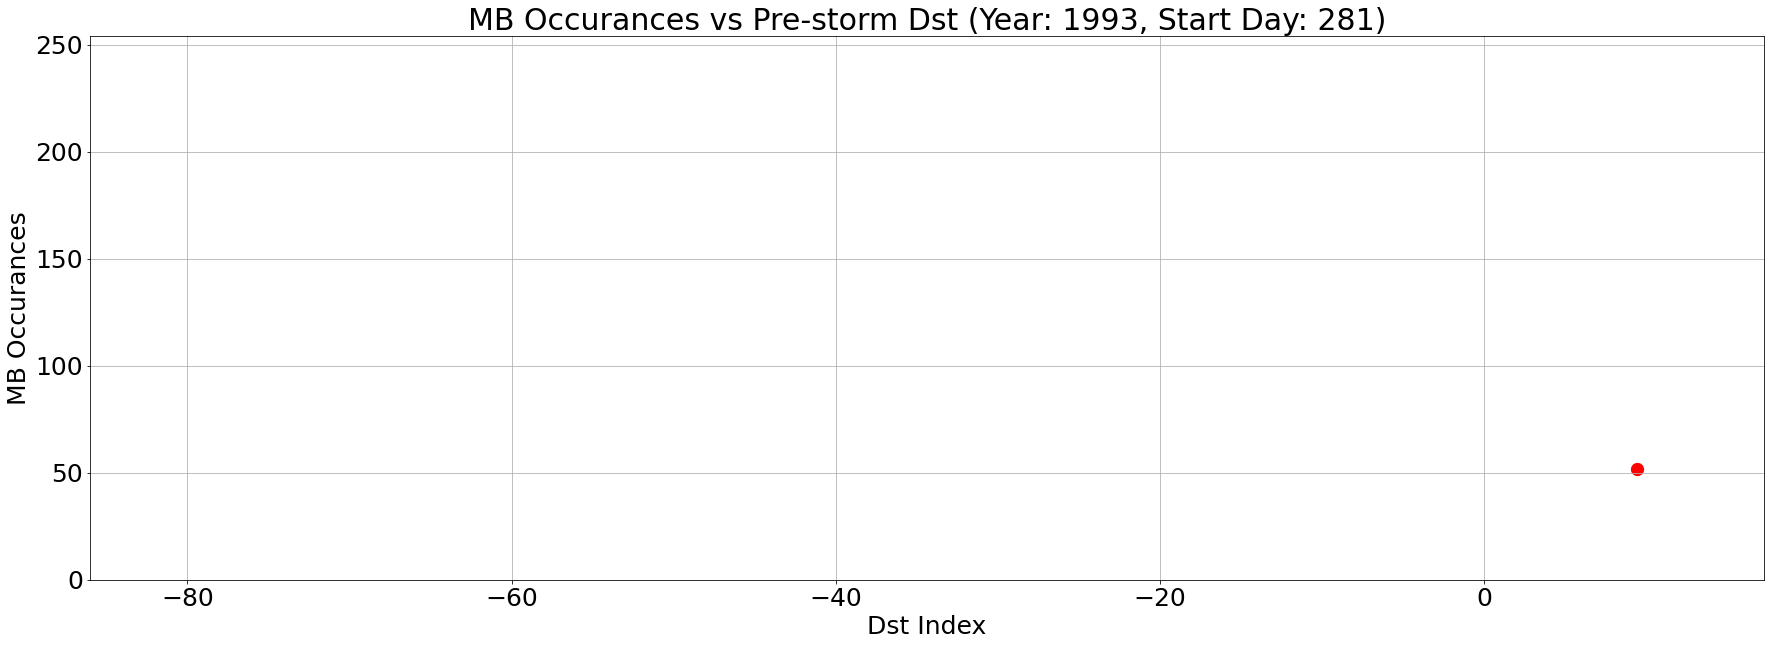 MB Occurances vs Pre-storm Dst (Year: 1993, Start Day: 281)
250
200
150
100
50
0
MB Occurances
−80 −60 −40 −20 0
Dst Index